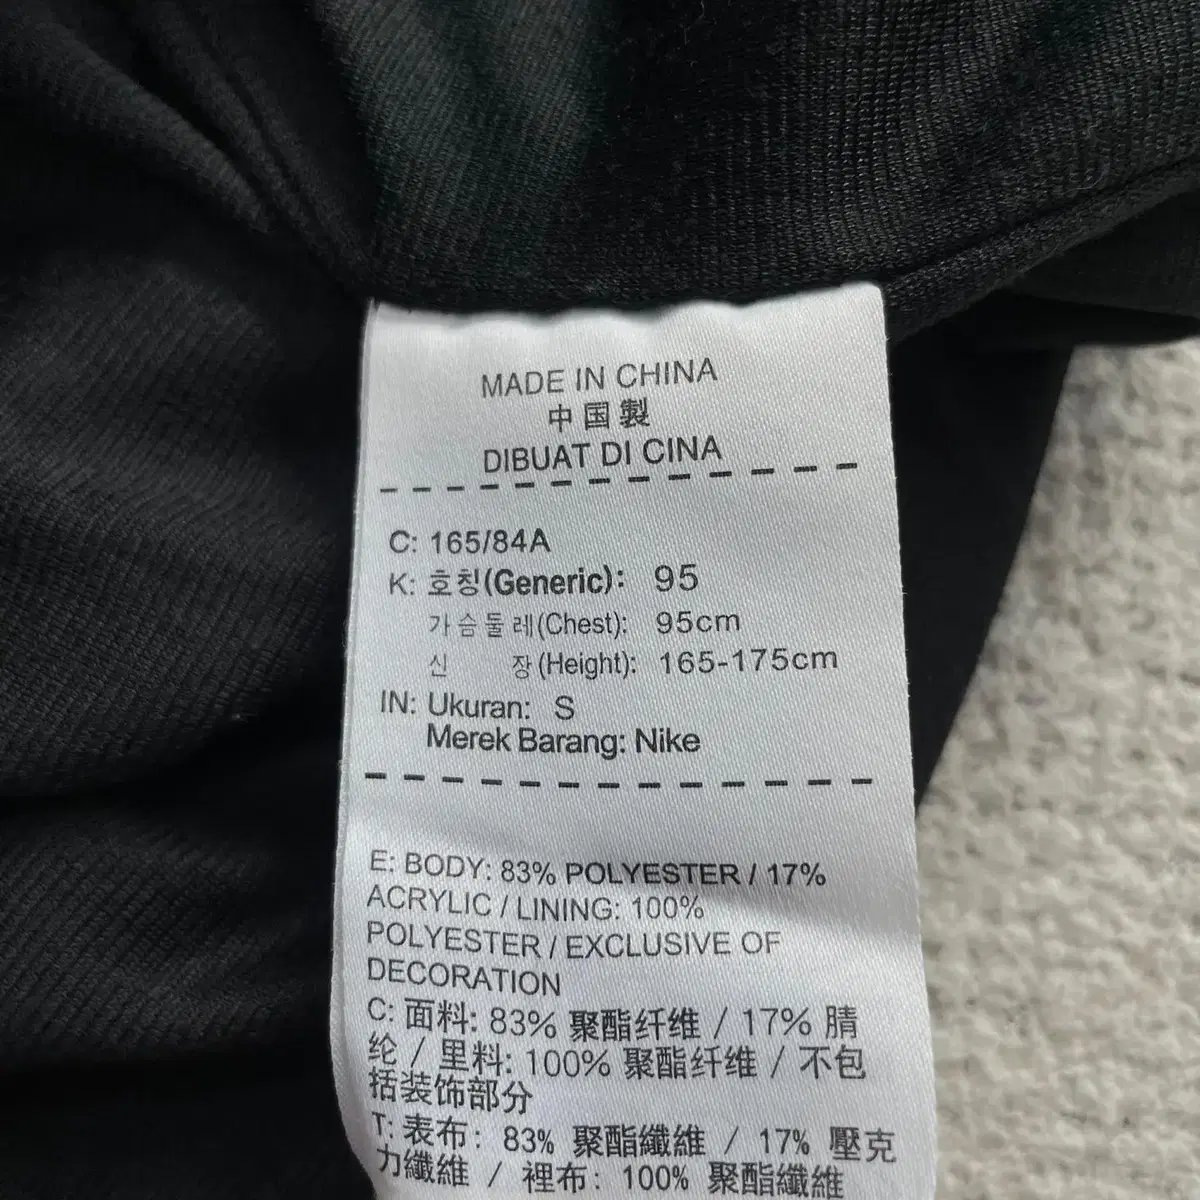 MADE IN CHINA
中国製
DIBUAT DI CINA
C: 165/84A
K: 호칭(Generic): 95
가슴둘레(Chest): 95cm
신 장(Height): 165-175cm
IN: Ukuran: S
Merek Barang: Nike
E: BODY: 83% POLYESTER / 17%
ACRYLIC / LINING: 100%
POLYESTER / EXCLUSIVE OF
DECORATION
C: 面料: 83% 聚酯纤维 / 17% 腈
纶 / 里料: 100% 聚酯纤维 / 不包
括装饰部分
T: 表布: 83% 聚酯纖維 / 17% 壓克
力纖維 / 裡布: 100% 聚酯纖維